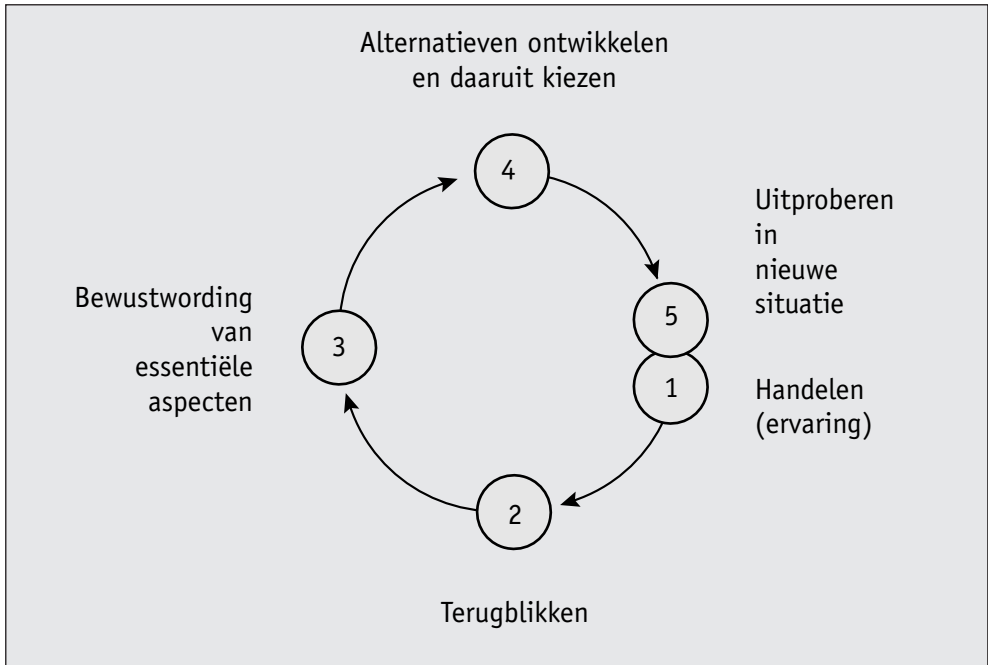 Alternatieven ontwikkelen
en daaruit kiezen
4
Uitproberen
in
nieuwe
situatie
5
Bewustwording
van
essentiële
aspecten
3
1
Handelen
(ervaring)
2
Terugblikken